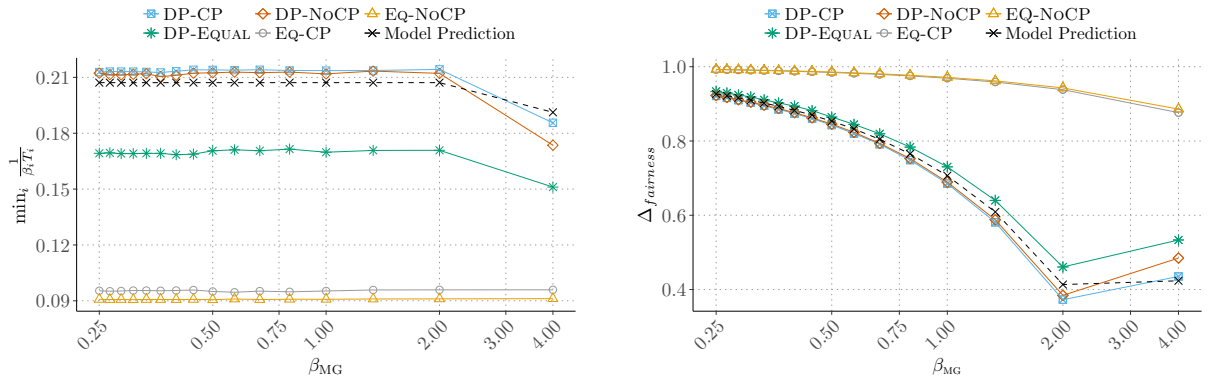 DP-CP DP-NoCP Eq-NoCP
DP-Equal Eq-CP Model Prediction
0.21
0.18
0.15
0.12
0.09
min_i 1/(β_i T_i)
0.25 0.50 0.75 1.00 2.00 3.00 4.00
β_MG
DP-CP DP-NoCP Eq-NoCP
DP-Equal Eq-CP Model Prediction
1.0
0.8
0.6
0.4
Δ_fairness
0.25 0.50 0.75 1.00 2.00 3.00 4.00
β_MG